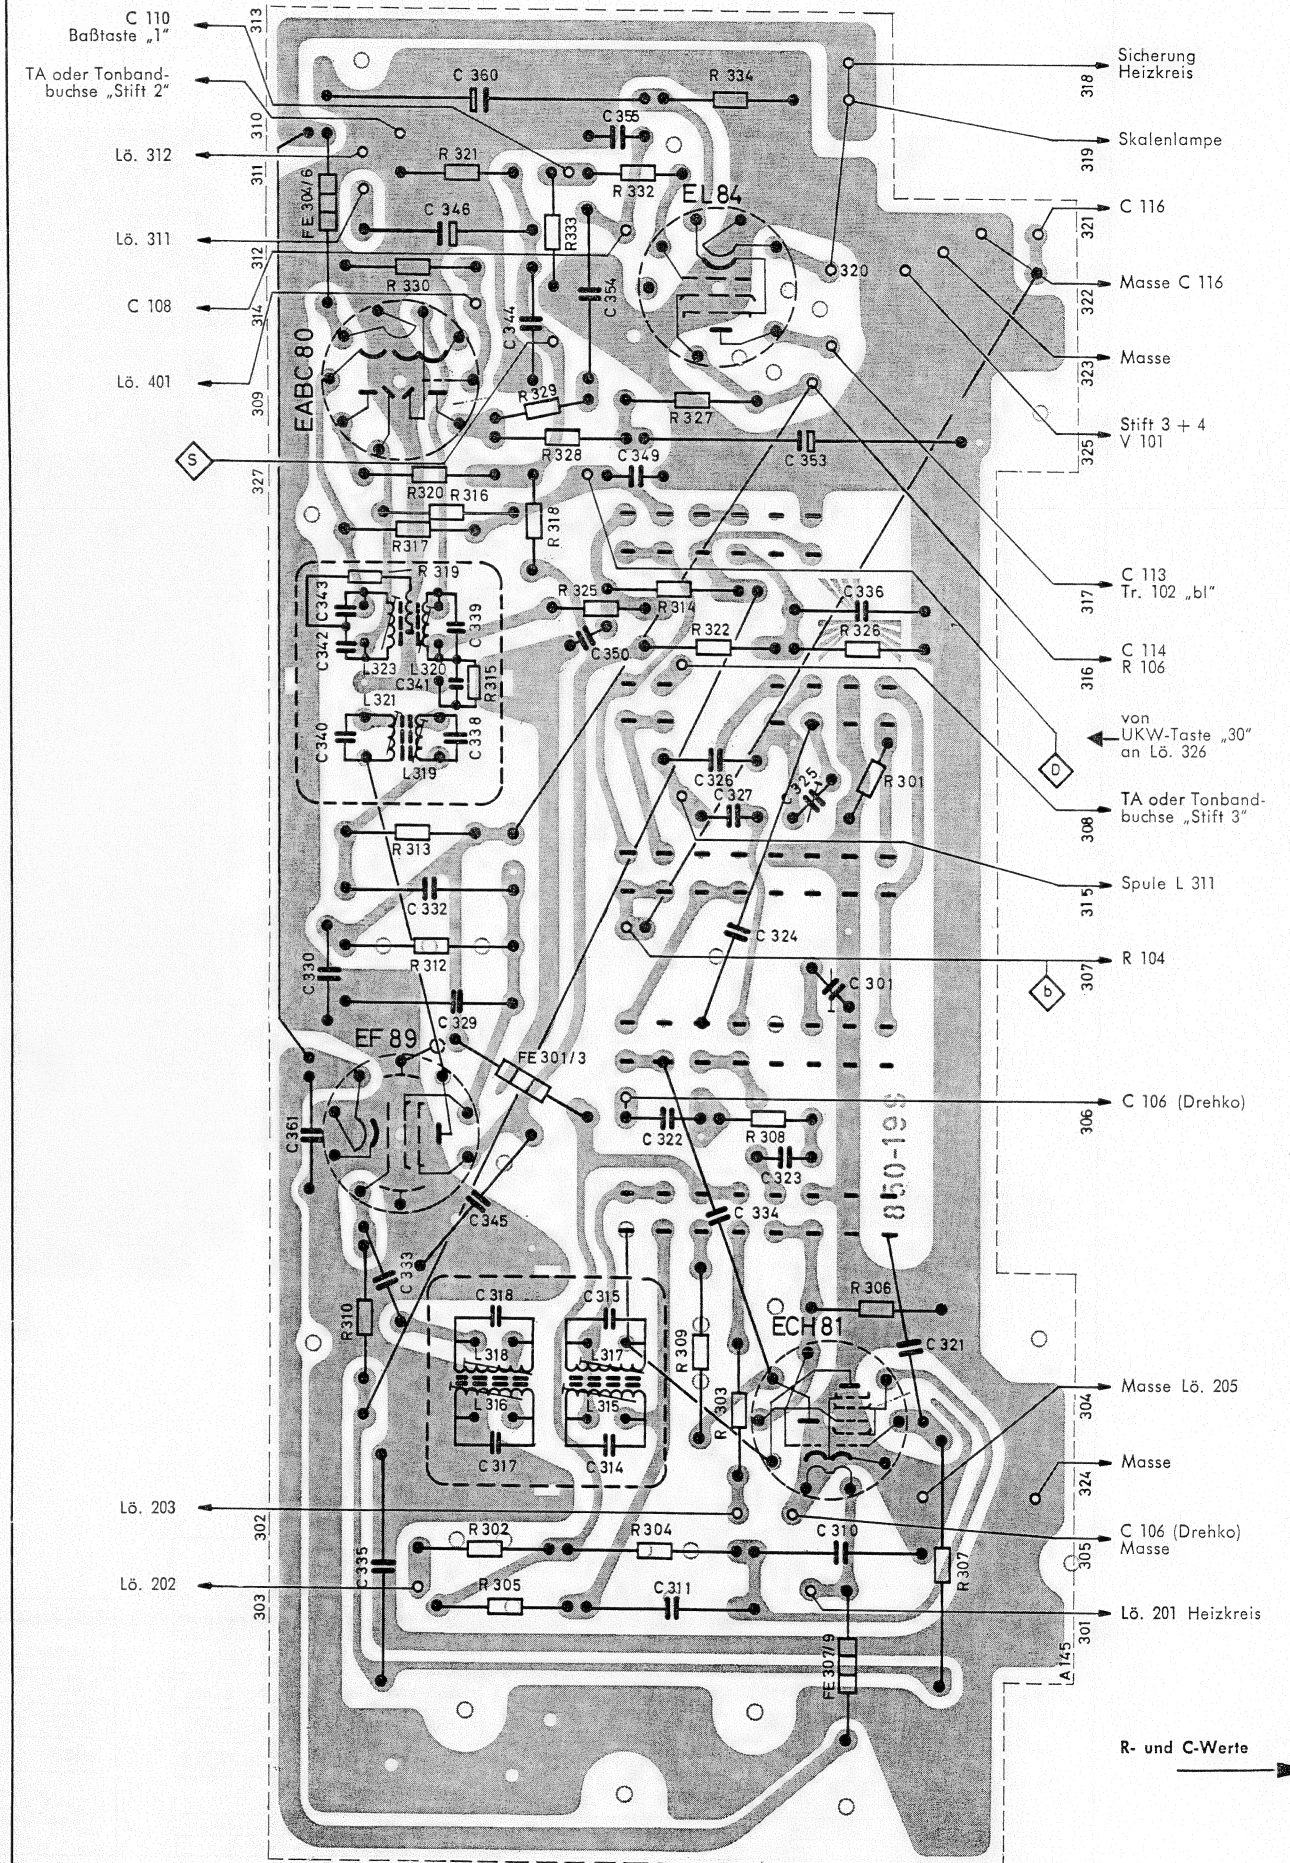 C 110
Baßtaste „1"
TA oder Tonband-
buchse „Stift 2"
Lö. 312
Lö. 311
C 108
Lö. 401
S
Lö. 203
Lö. 202
313
310
311
312
314
309
327
302
303
C 360
R 334
C 355
R 321
R 332
FE 304/6
EL 84
C 346
R 333
R 330
C 354
C 344
320
EABC 80
R 329
R 327
R 328
C 349
C 353
R 320
R 316
R 318
R 317
R 319
C 343
C 339
C 342
L 323
L 320
C 341
R 315
L 321
C 340
C 338
L 319
R 325
R 314
C 336
C 350
R 322
R 326
C 326
C 327
C 325
R 301
R 313
C 332
C 324
R 312
C 330
C 301
C 329
EF 89
FE 301/3
C 361
C 322
R 308
C 323
850-19S
C 345
C 334
C 333
R 310
C 318
C 315
R 306
R 309
ECH 81
L 318
L 317
C 321
L 316
L 315
R 303
C 317
C 314
R 302
R 304
C 310
C 335
R 307
R 305
C 311
FE 307/9
A 145
318
319
321
322
323
325
317
316
308
315
307
306
304
324
305
301
Sicherung
Heizkreis
Skalenlampe
C 116
Masse C 116
Masse
Stift 3 + 4
V 101
C 113
Tr. 102 „bl"
C 114
R 106
von
UKW-Taste „30"
an Lö. 326
D
TA oder Tonband-
buchse „Stift 3"
Spule L 311
R 104
b
C 106 (Drehko)
Masse Lö. 205
Masse
C 106 (Drehko)
Masse
Lö. 201 Heizkreis
R- und C-Werte